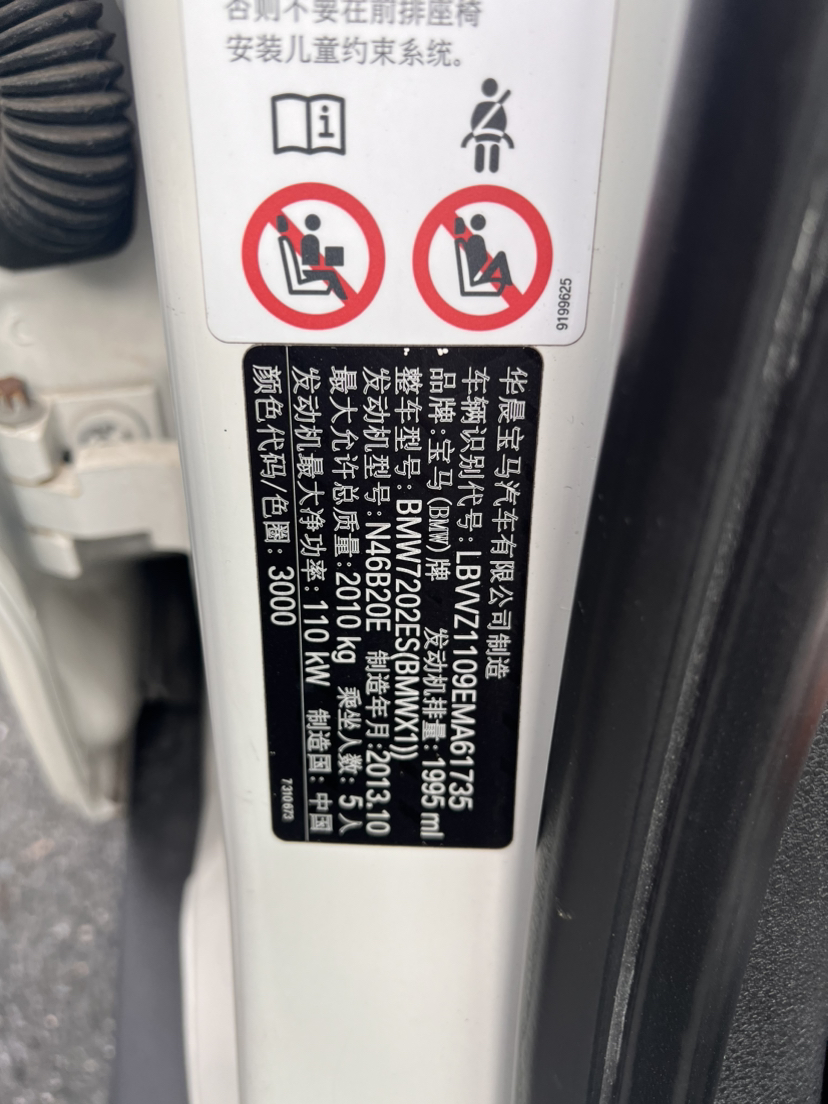 否则不要在前排座椅
安装儿童约束系统。
9199625
华晨宝马汽车有限公司制造
车辆识别代号:LBVVZ1109EMA61735
品牌:宝马(BMW)牌 发动机排量:1995 ml
整车型号:BMW7202ES(BMWX1))
发动机型号:N46B20E 制造年月:2013.10
最大允许总质量:2010 kg 乘坐人数:5人
发动机最大净功率:110 kW 制造国:中国
颜色代码/色圈:3000
7310973